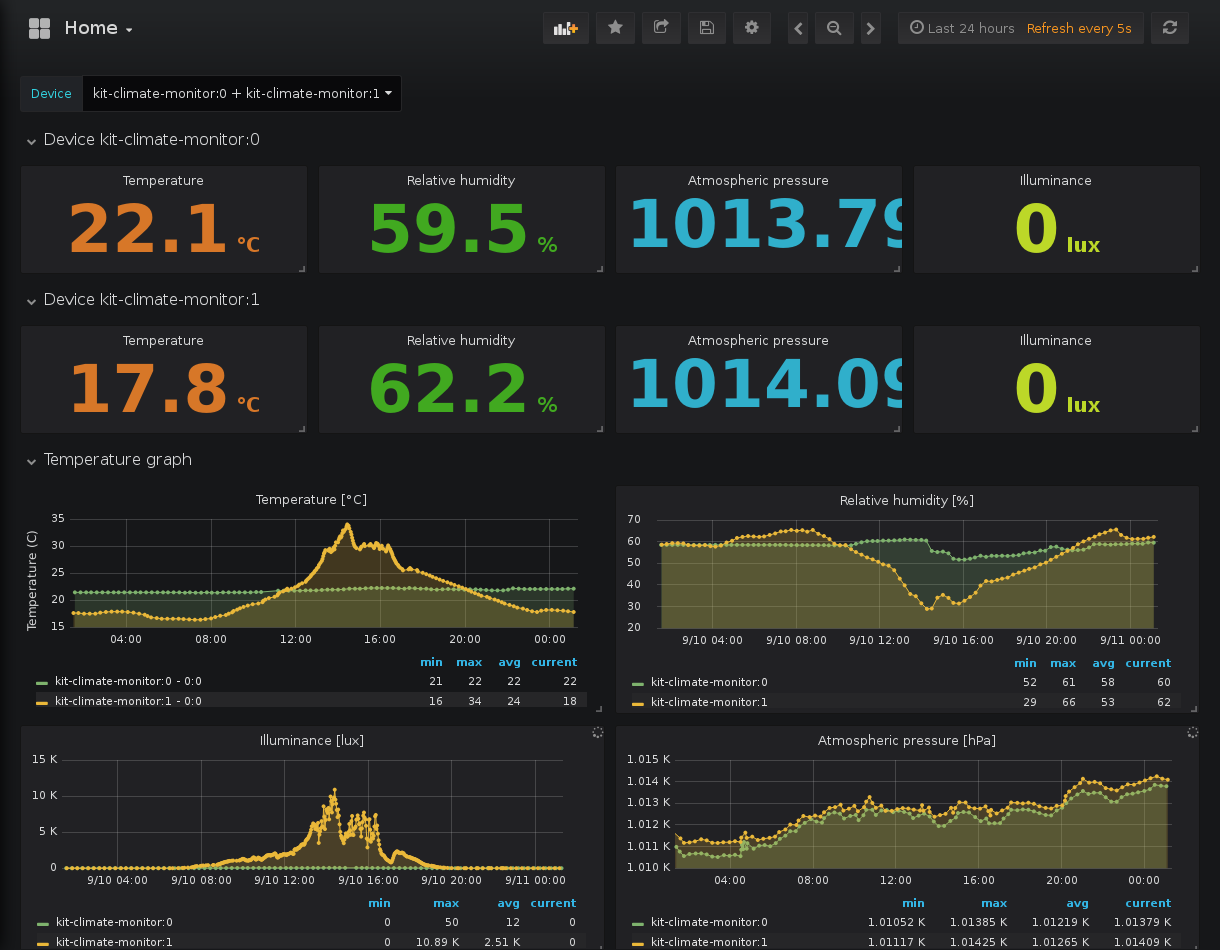 Home
Last 24 hours Refresh every 5s
Device kit-climate-monitor:0 + kit-climate-monitor:1
Device kit-climate-monitor:0
Temperature Relative humidity Atmospheric pressure Illuminance
22.1 °C 59.5 % 1013.79 0 lux
Device kit-climate-monitor:1
Temperature Relative humidity Atmospheric pressure Illuminance
17.8 °C 62.2 % 1014.09 0 lux
Temperature graph
Temperature [°C]
Temperature (C)
35
30
25
20
15
04:00 08:00 12:00 16:00 20:00 00:00
min max avg current
kit-climate-monitor:0 - 0:0 21 22 22 22
kit-climate-monitor:1 - 0:0 16 34 24 18
Relative humidity [%]
70
60
50
40
30
20
9/10 04:00 9/10 08:00 9/10 12:00 9/10 16:00 9/10 20:00 9/11 00:00
min max avg current
kit-climate-monitor:0 52 61 58 60
kit-climate-monitor:1 29 66 53 62
Illuminance [lux]
15 K
10 K
5 K
0
9/10 04:00 9/10 08:00 9/10 12:00 9/10 16:00 9/10 20:00 9/11 00:00
min max avg current
kit-climate-monitor:0 0 50 12 0
kit-climate-monitor:1 0 10.89 K 2.51 K 0
Atmospheric pressure [hPa]
1.015 K
1.014 K
1.013 K
1.012 K
1.011 K
1.010 K
04:00 08:00 12:00 16:00 20:00 00:00
min max avg current
kit-climate-monitor:0 1.01052 K 1.01385 K 1.01219 K 1.01379 K
kit-climate-monitor:1 1.01117 K 1.01425 K 1.01265 K 1.01409 K